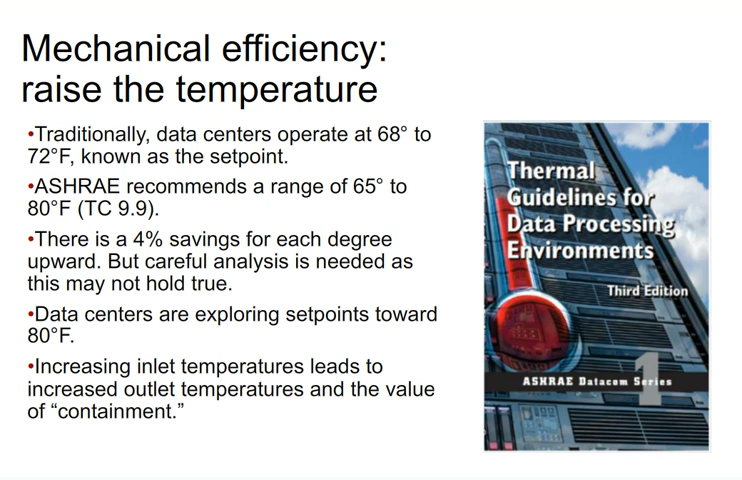 Mechanical efficiency:
raise the temperature
•Traditionally, data centers operate at 68° to
72°F, known as the setpoint.
•ASHRAE recommends a range of 65° to
80°F (TC 9.9).
•There is a 4% savings for each degree
upward. But careful analysis is needed as
this may not hold true.
•Data centers are exploring setpoints toward
80°F.
•Increasing inlet temperatures leads to
increased outlet temperatures and the value
of “containment.”
Thermal
Guidelines for
Data Processing
Environments
Third Edition
1
ASHRAE Datacom Series